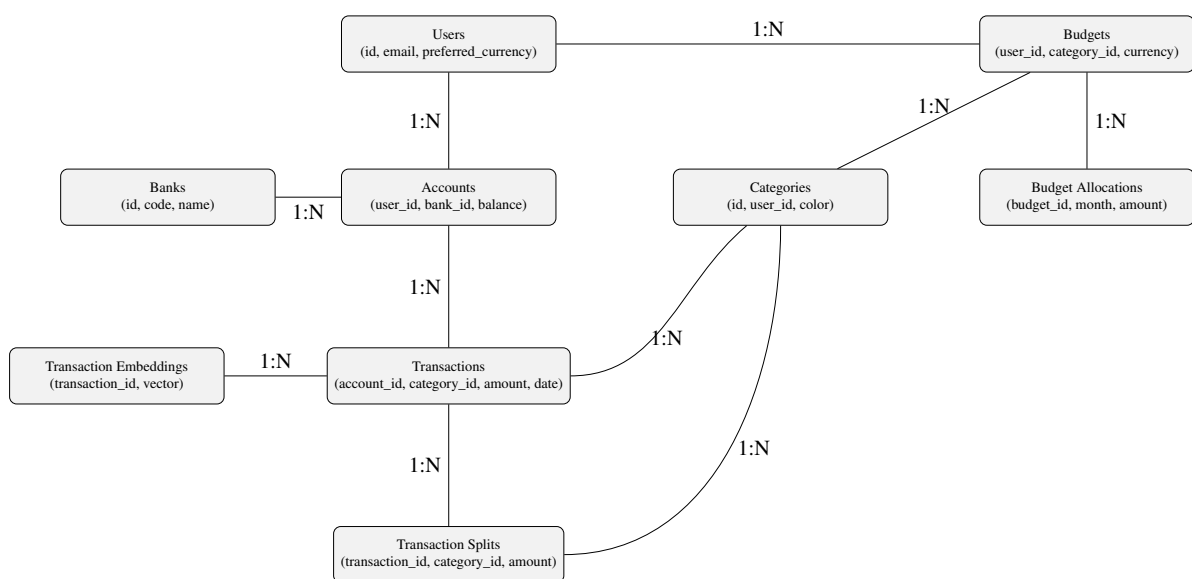 Users
(id, email, preferred_currency)
1:N
Budgets
(user_id, category_id, currency)
1:N
1:N
1:N
Banks
(id, code, name)
1:N
Accounts
(user_id, bank_id, balance)
Categories
(id, user_id, color)
Budget Allocations
(budget_id, month, amount)
1:N
1:N
Transaction Embeddings
(transaction_id, vector)
1:N
Transactions
(account_id, category_id, amount, date)
1:N
1:N
Transaction Splits
(transaction_id, category_id, amount)